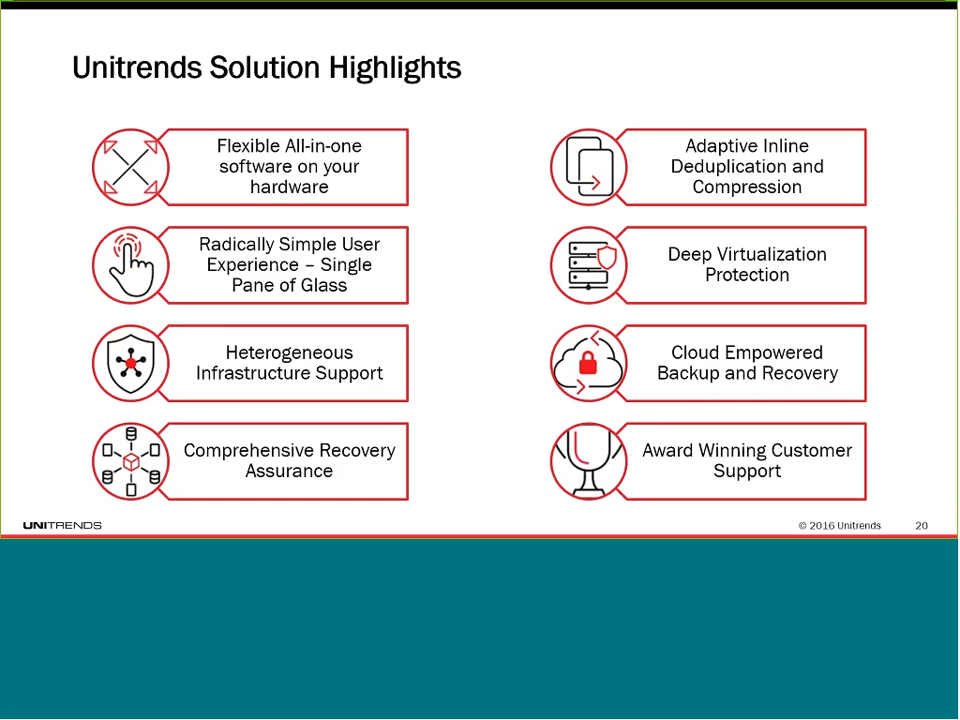 Unitrends Solution Highlights
Flexible All-in-one
software on your
hardware
Radically Simple User
Experience – Single
Pane of Glass
Heterogeneous
Infrastructure Support
Comprehensive Recovery
Assurance
Adaptive Inline
Deduplication and
Compression
Deep Virtualization
Protection
Cloud Empowered
Backup and Recovery
Award Winning Customer
Support
UNITRENDS
© 2016 Unitrends 20